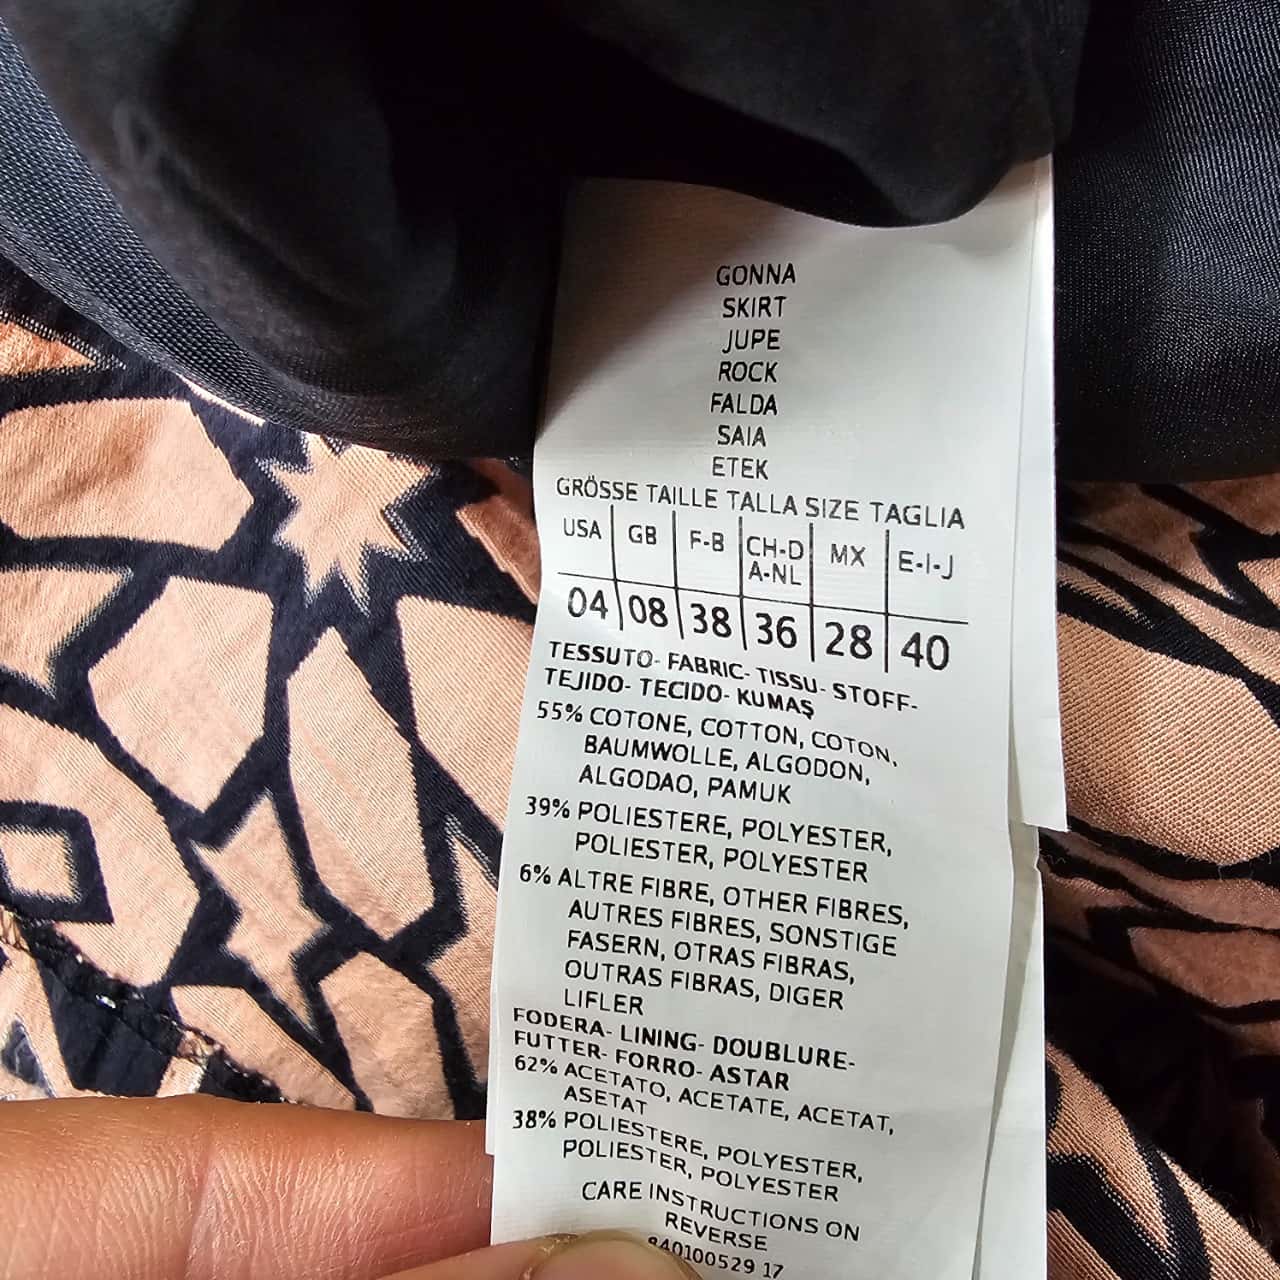 GONNA
SKIRT
JUPE
ROCK
FALDA
SAIA
ETEK
GRÖSSE TAILLE TALLA SIZE TAGLIA
USA GB F-B CH-D A-NL MX E-I-J
04 08 38 36 28 40
TESSUTO- FABRIC- TISSU- STOFF-
TEJIDO- TECIDO- KUMAŞ
55% COTONE, COTTON, COTON,
BAUMWOLLE, ALGODON,
ALGODAO, PAMUK
39% POLIESTERE, POLYESTER,
POLIESTER, POLYESTER
6% ALTRE FIBRE, OTHER FIBRES,
AUTRES FIBRES, SONSTIGE
FASERN, OTRAS FIBRAS,
OUTRAS FIBRAS, DIGER
LIFLER
FODERA- LINING- DOUBLURE-
FUTTER- FORRO- ASTAR
62% ACETATO, ACETATE, ACETAT,
ASETAT
38% POLIESTERE, POLYESTER,
POLIESTER, POLYESTER
CARE INSTRUCTIONS ON
REVERSE
840100529 17